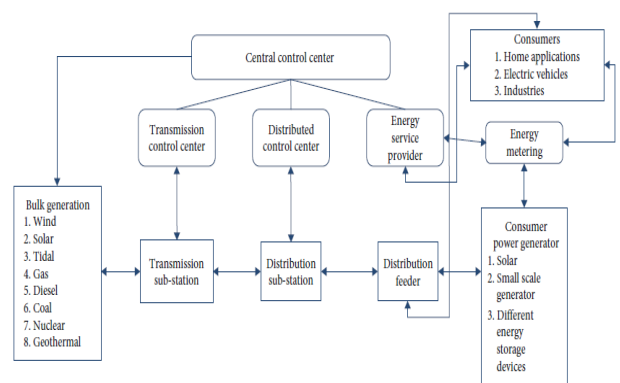 Central control center
Consumers
1. Home applications
2. Electric vehicles
3. Industries
Transmission
control center
Distributed
control center
Energy
service
provider
Energy
metering
Bulk generation
1. Wind
2. Solar
3. Tidal
4. Gas
5. Diesel
6. Coal
7. Nuclear
8. Geothermal
Transmission
sub-station
Distribution
sub-station
Distribution
feeder
Consumer
power generator
1. Solar
2. Small scale
generator
3. Different
energy
storage
devices